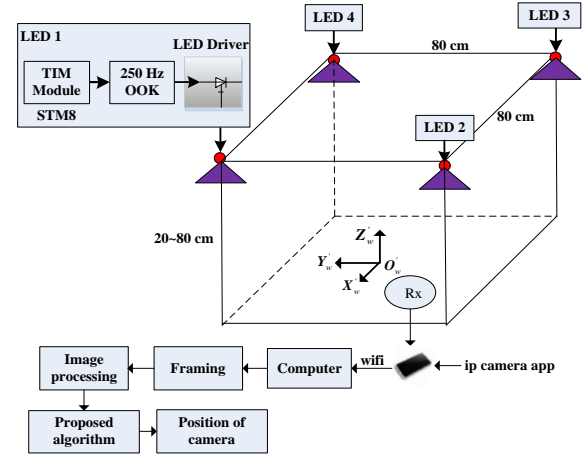 LED 4
LED 3
LED 1
80 cm
LED Driver
TIM
Module
250 Hz
OOK
STM8
LED 2
80 cm
20~80 cm
Z'w
Y'w
O'w
X'w
Rx
Image
processing
Framing
Computer
wifi
ip camera app
Proposed
algorithm
Position of
camera